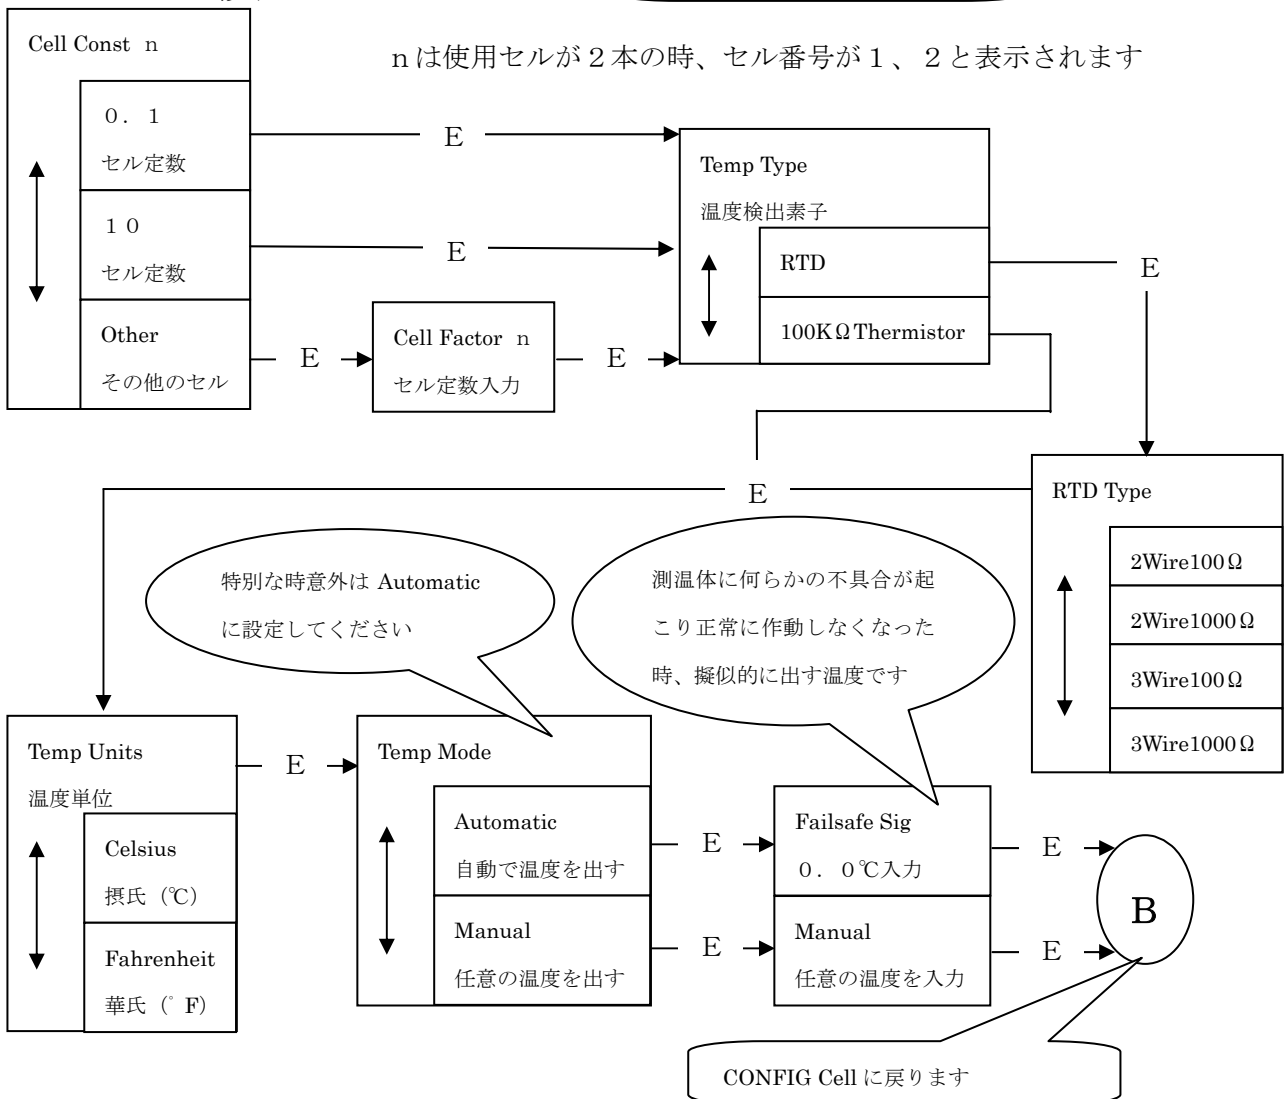 Cell Const ｎ
ｎは使用セルが２本の時、セル番号が１、２と表示されます
０．１
セル定数
１０
セル定数
Other
その他のセル
E
E
E
Cell Factor ｎ
セル定数入力
E
Temp Type
温度検出素子
RTD
100KΩThermistor
E
E
RTD Type
2Wire100Ω
2Wire1000Ω
3Wire100Ω
3Wire1000Ω
特別な時意外は Automatic
に設定してください
測温体に何らかの不具合が起
こり正常に作動しなくなった
時、擬似的に出す温度です
Temp Units
温度単位
Celsius
摂氏（℃）
Fahrenheit
華氏（゜F）
E
Temp Mode
Automatic
自動で温度を出す
Manual
任意の温度を出す
E
E
Failsafe Sig
０．０℃入力
Manual
任意の温度を入力
E
E
B
CONFIG Cell に戻ります